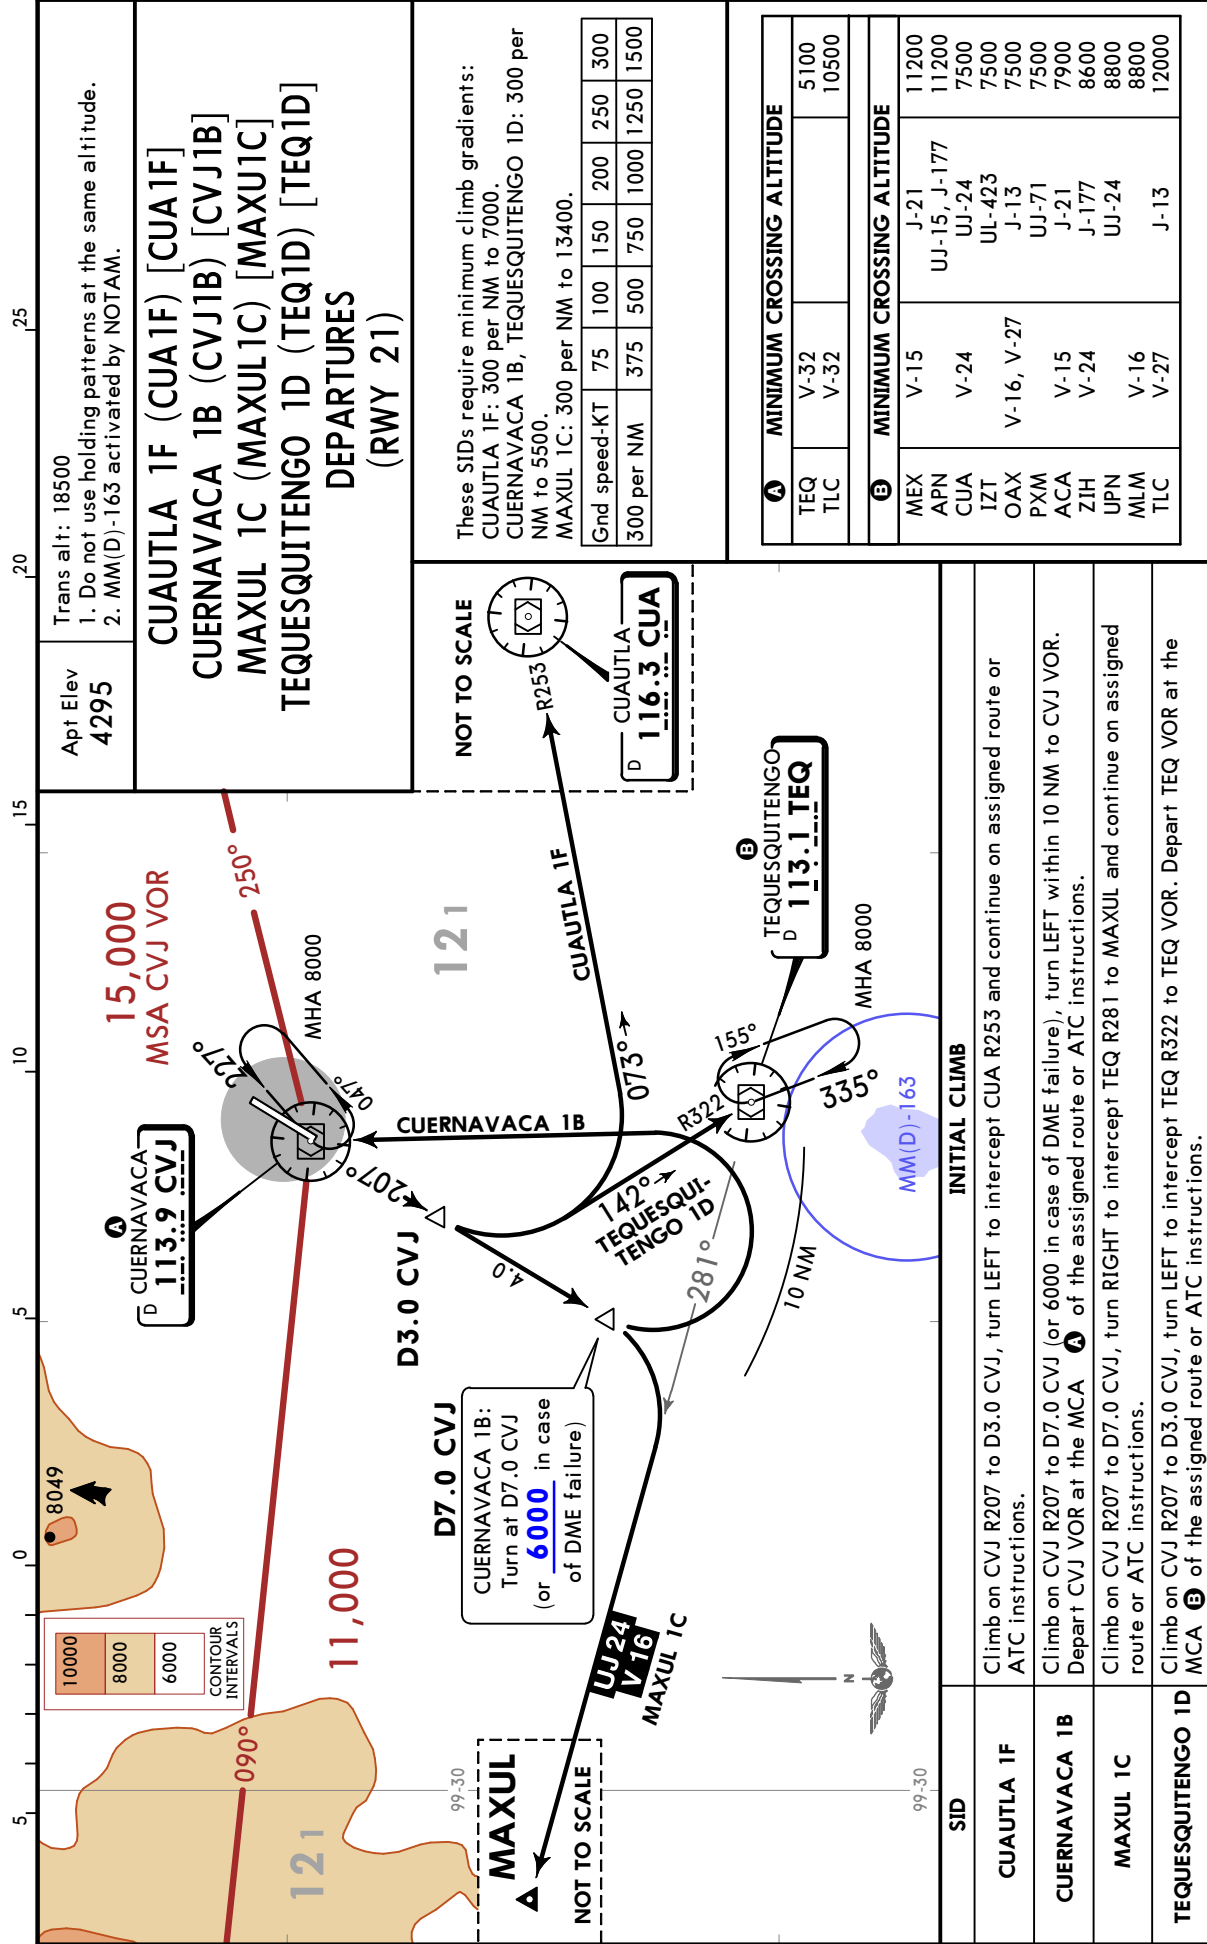 Apt Elev
4295
Trans alt: 18500
1. Do not use holding patterns at the same altitude.
2. MM(D)-163 activated by NOTAM.
CUAUTLA 1F (CUA1F) [CUA1F]
CUERNAVACA 1B (CVJ1B) [CVJ1B]
MAXUL 1C (MAXUL1C) [MAXU1C]
TEQUESQUITENGO 1D (TEQ1D) [TEQ1D]
DEPARTURES
(RWY 21)
These SIDs require minimum climb gradients:
CUAUTLA 1F: 300 per NM to 7000.
CUERNAVACA 1B, TEQUESQUITENGO 1D: 300 per
NM to 5500.
MAXUL 1C: 300 per NM to 13400.
Gnd speed-KT 75 100 150 200 250 300
300 per NM 375 500 750 1000 1250 1500
A MINIMUM CROSSING ALTITUDE
TEQ V-32 5100
TLC V-32 10500
B MINIMUM CROSSING ALTITUDE
MEX V-15 J-21 11200
APN UJ-15, J-177 11200
CUA V-24 UJ-24 7500
IZT UL-423 7500
OAX V-16, V-27 J-13 7500
PXM UJ-71 7500
ACA V-15 J-21 7900
ZIH V-24 J-177 8600
UPN UJ-24 8800
MLM V-16 8800
TLC V-27 J-13 12000
5 0 5 10 15 20 25
10000
8000
6000
CONTOUR
INTERVALS
8049
15,000
MSA CVJ VOR
250°
090°
11,000
121
121
A
CUERNAVACA
D 113.9 CVJ
227°
047°
MHA 8000
207°
D3.0 CVJ
4.0
D7.0 CVJ
CUERNAVACA 1B:
Turn at D7.0 CVJ
(or 6000 in case
of DME failure)
CUERNAVACA 1B
CUAUTLA 1F
073°
R253
NOT TO SCALE
CUAUTLA
D 116.3 CUA
142°
TEQUESQUI-
TENGO 1D
R322
B
TEQUESQUITENGO
D 113.1 TEQ
155°
335°
MHA 8000
MM(D)-163
281°
10 NM
UJ 24
V 16
MAXUL 1C
MAXUL
NOT TO SCALE
99-30
99-30
N
SID INITIAL CLIMB
CUAUTLA 1F
Climb on CVJ R207 to D3.0 CVJ, turn LEFT to intercept CUA R253 and continue on assigned route or
ATC instructions.
CUERNAVACA 1B
Climb on CVJ R207 to D7.0 CVJ (or 6000 in case of DME failure), turn LEFT within 10 NM to CVJ VOR.
Depart CVJ VOR at the MCA A of the assigned route or ATC instructions.
MAXUL 1C
Climb on CVJ R207 to D7.0 CVJ, turn RIGHT to intercept TEQ R281 to MAXUL and continue on assigned
route or ATC instructions.
TEQUESQUITENGO 1D
Climb on CVJ R207 to D3.0 CVJ, turn LEFT to intercept TEQ R322 to TEQ VOR. Depart TEQ VOR at the
MCA B of the assigned route or ATC instructions.